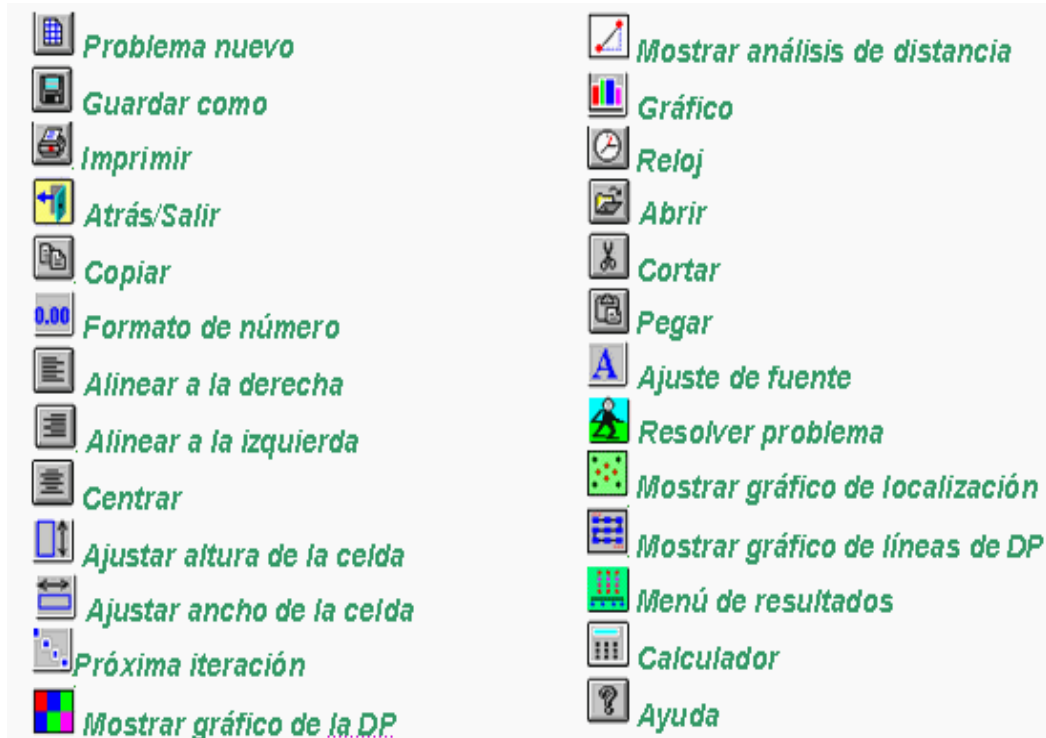 Problema nuevo
Guardar como
Imprimir
Atrás/Salir
Copiar
0.00 Formato de número
Alinear a la derecha
Alinear a la izquierda
Centrar
Ajustar altura de la celda
Ajustar ancho de la celda
Próxima iteración
Mostrar gráfico de la DP
Mostrar análisis de distancia
Gráfico
Reloj
Abrir
Cortar
Pegar
A Ajuste de fuente
Resolver problema
Mostrar gráfico de localización
Mostrar gráfico de líneas de DP
Menú de resultados
Calculador
? Ayuda